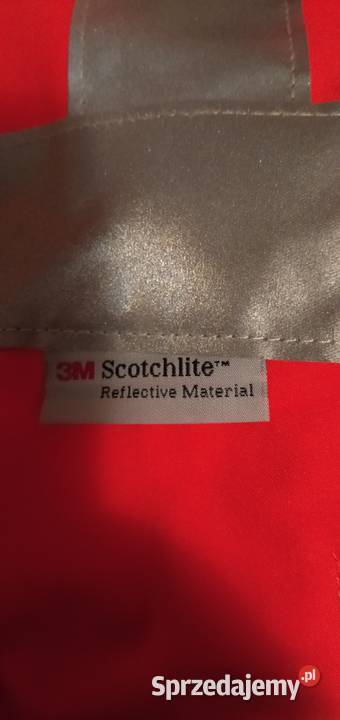 3M Scotchlite™
Reflective Material
Sprzedajemy.pl